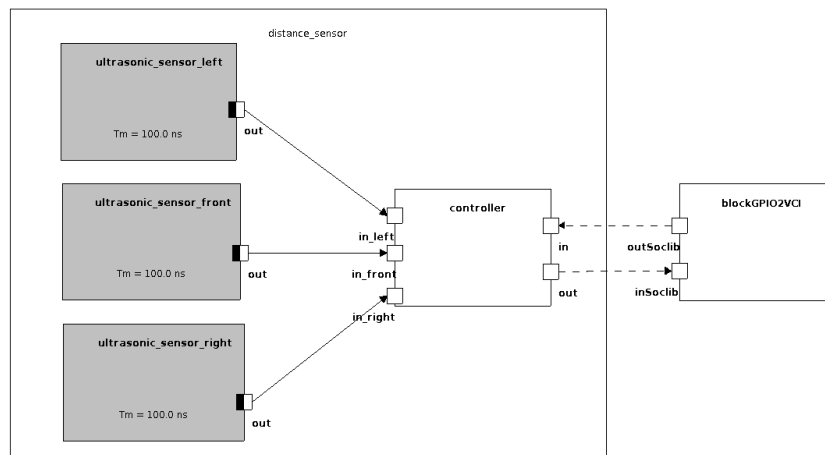 distance_sensor
ultrasonic_sensor_left
out
Tm = 100.0 ns
ultrasonic_sensor_front
out
Tm = 100.0 ns
ultrasonic_sensor_right
out
Tm = 100.0 ns
controller
in_left
in_front
in_right
in
out
blockGPIO2VCI
outSoclib
inSoclib